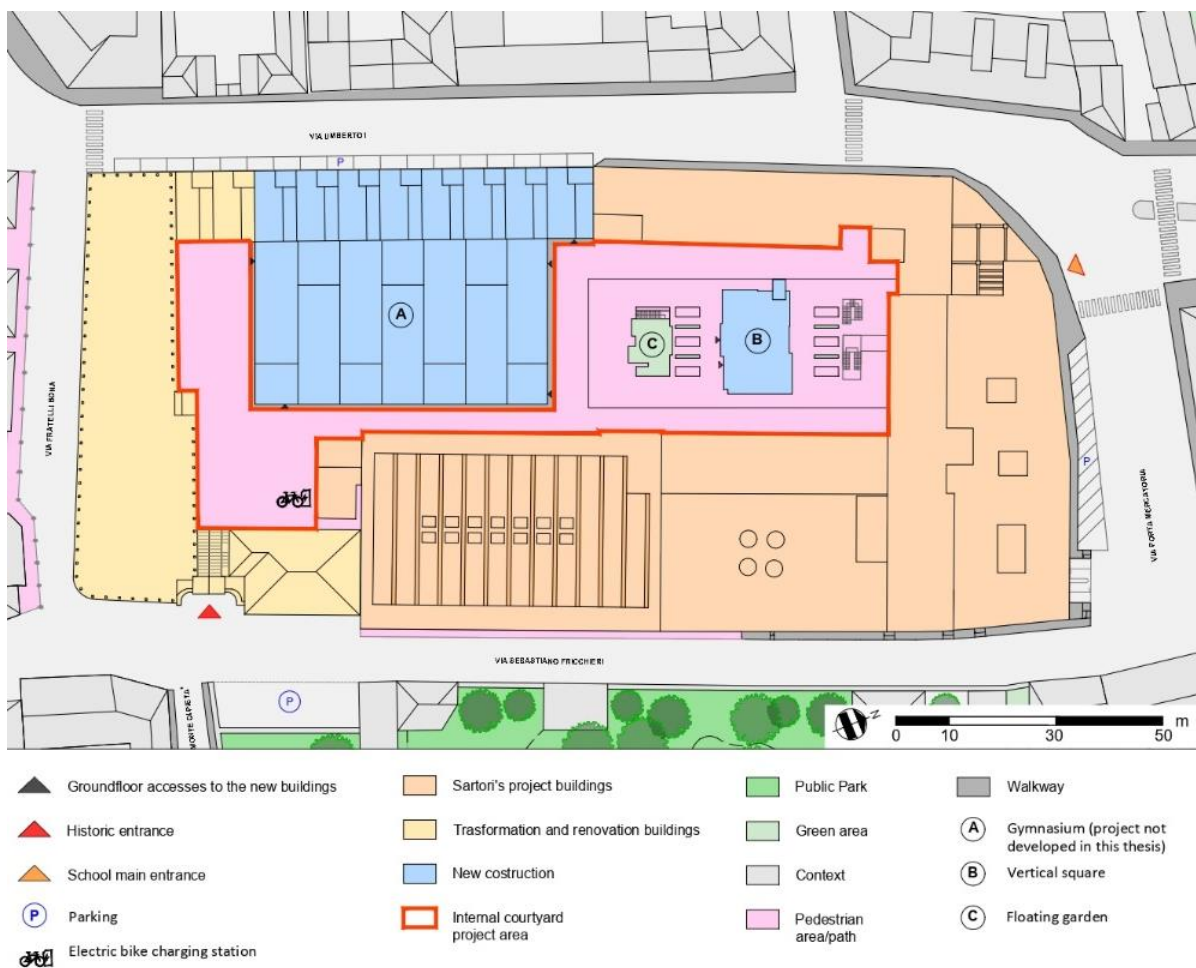 VIA UMBERTO I
P
A
B
C
VIA FRATELLI BONA
P
VIA PORTA MERCATORIA
VIA SEBASTIANO FRICCHIERI
P
N
0 10 30 50 m
Groundfloor accesses to the new buildings
Historic entrance
School main entrance
P Parking
Electric bike charging station
Sartori's project buildings
Trasformation and renovation buildings
New costruction
Internal courtyard
project area
Public Park
Green area
Context
Pedestrian
area/path
Walkway
A Gymnasium (project not
developed in this thesis)
B Vertical square
C Floating garden